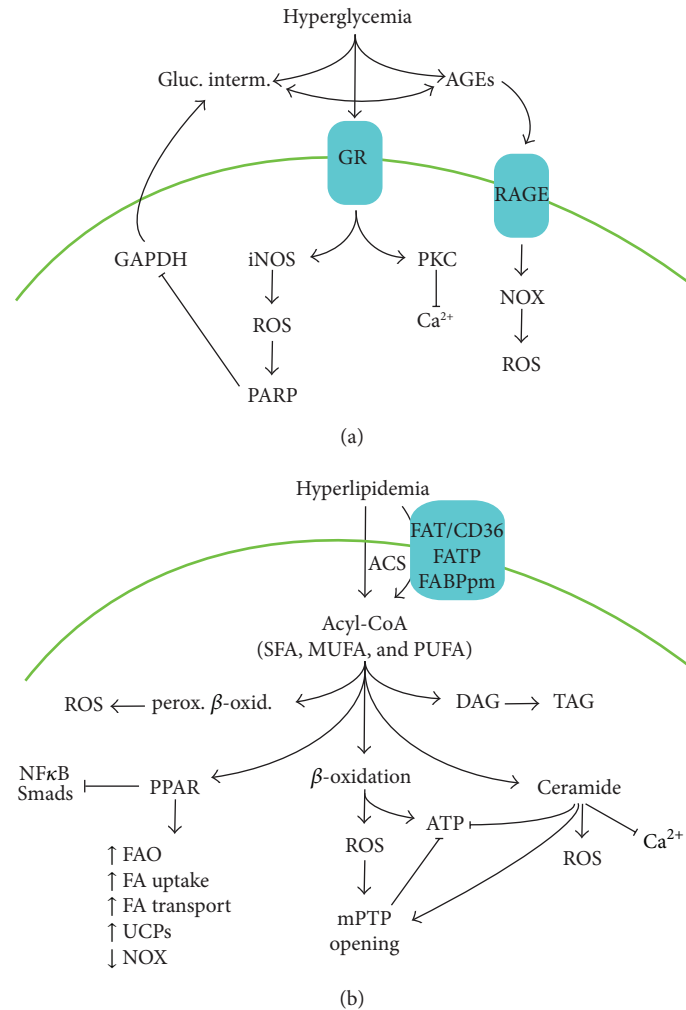 Hyperglycemia
Gluc. interm.
AGEs
GR
RAGE
GAPDH
iNOS
PKC
NOX
ROS
Ca²⁺
ROS
PARP
(a)
Hyperlipidemia
FAT/CD36
FATP
FABPpm
ACS
Acyl-CoA
(SFA, MUFA, and PUFA)
ROS
perox. β-oxid.
DAG
TAG
NFκB
Smads
PPAR
β-oxidation
Ceramide
ATP
ROS
ROS
Ca²⁺
↑ FAO
↑ FA uptake
↑ FA transport
↑ UCPs
↓ NOX
mPTP
opening
(b)